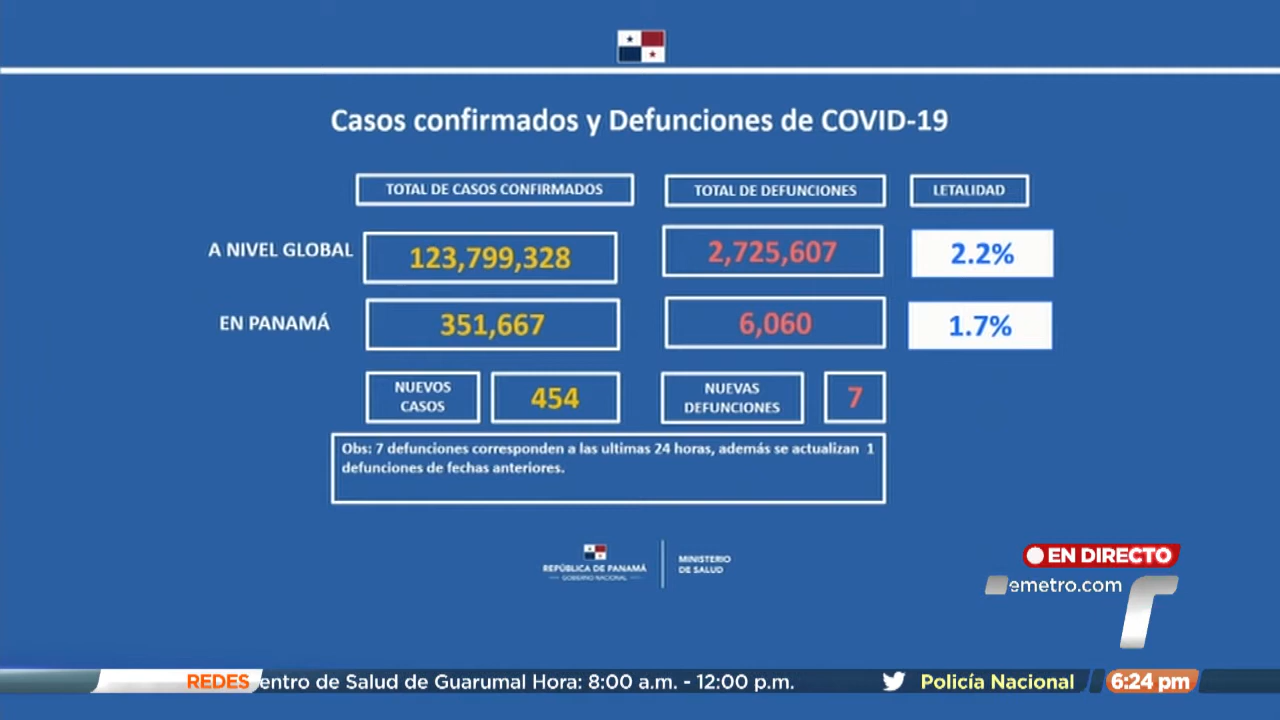 Casos confirmados y Defunciones de COVID-19
TOTAL DE CASOS CONFIRMADOS
TOTAL DE DEFUNCIONES
LETALIDAD
A NIVEL GLOBAL
123,799,328
2,725,607
2.2%
EN PANAMÁ
351,667
6,060
1.7%
NUEVOS
CASOS
454
NUEVAS
DEFUNCIONES
7
Obs: 7 defunciones corresponden a las ultimas 24 horas, además se actualizan 1
defunciones de fechas anteriores.
REPÚBLICA DE PANAMÁ
GOBIERNO NACIONAL
MINISTERIO
DE SALUD
EN DIRECTO
emetro.com
REDES
entro de Salud de Guarumal Hora: 8:00 a.m. - 12:00 p.m.
Policía Nacional
6:24 pm